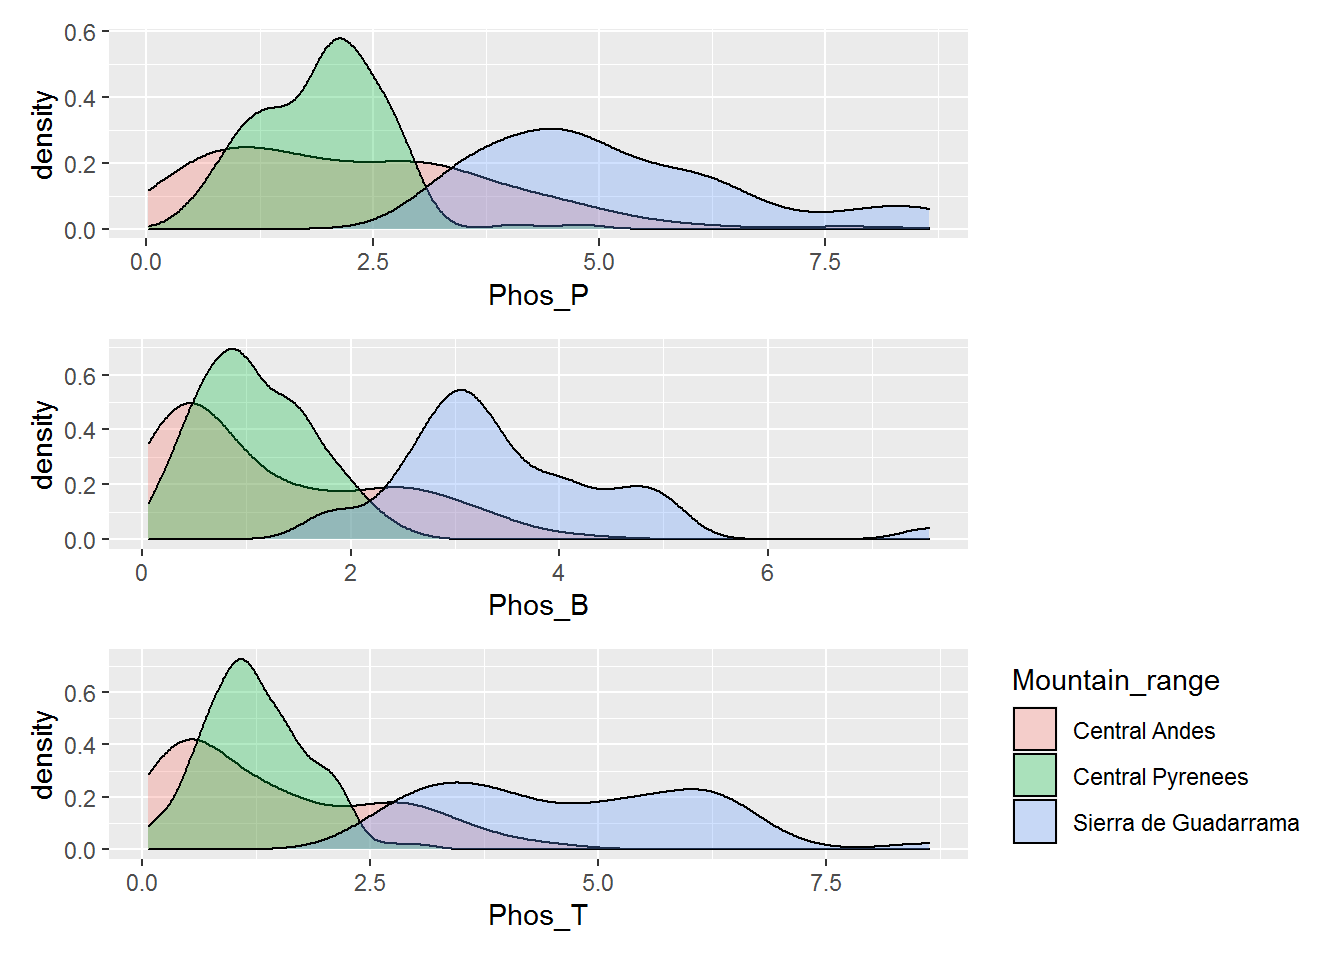 0.6
0.4
0.2
0.0
density
0.0 2.5 5.0 7.5
Phos_P
0.6
0.4
0.2
0.0
density
0 2 4 6
Phos_B
0.6
0.4
0.2
0.0
density
0.0 2.5 5.0 7.5
Phos_T
Mountain_range
Central Andes
Central Pyrenees
Sierra de Guadarrama